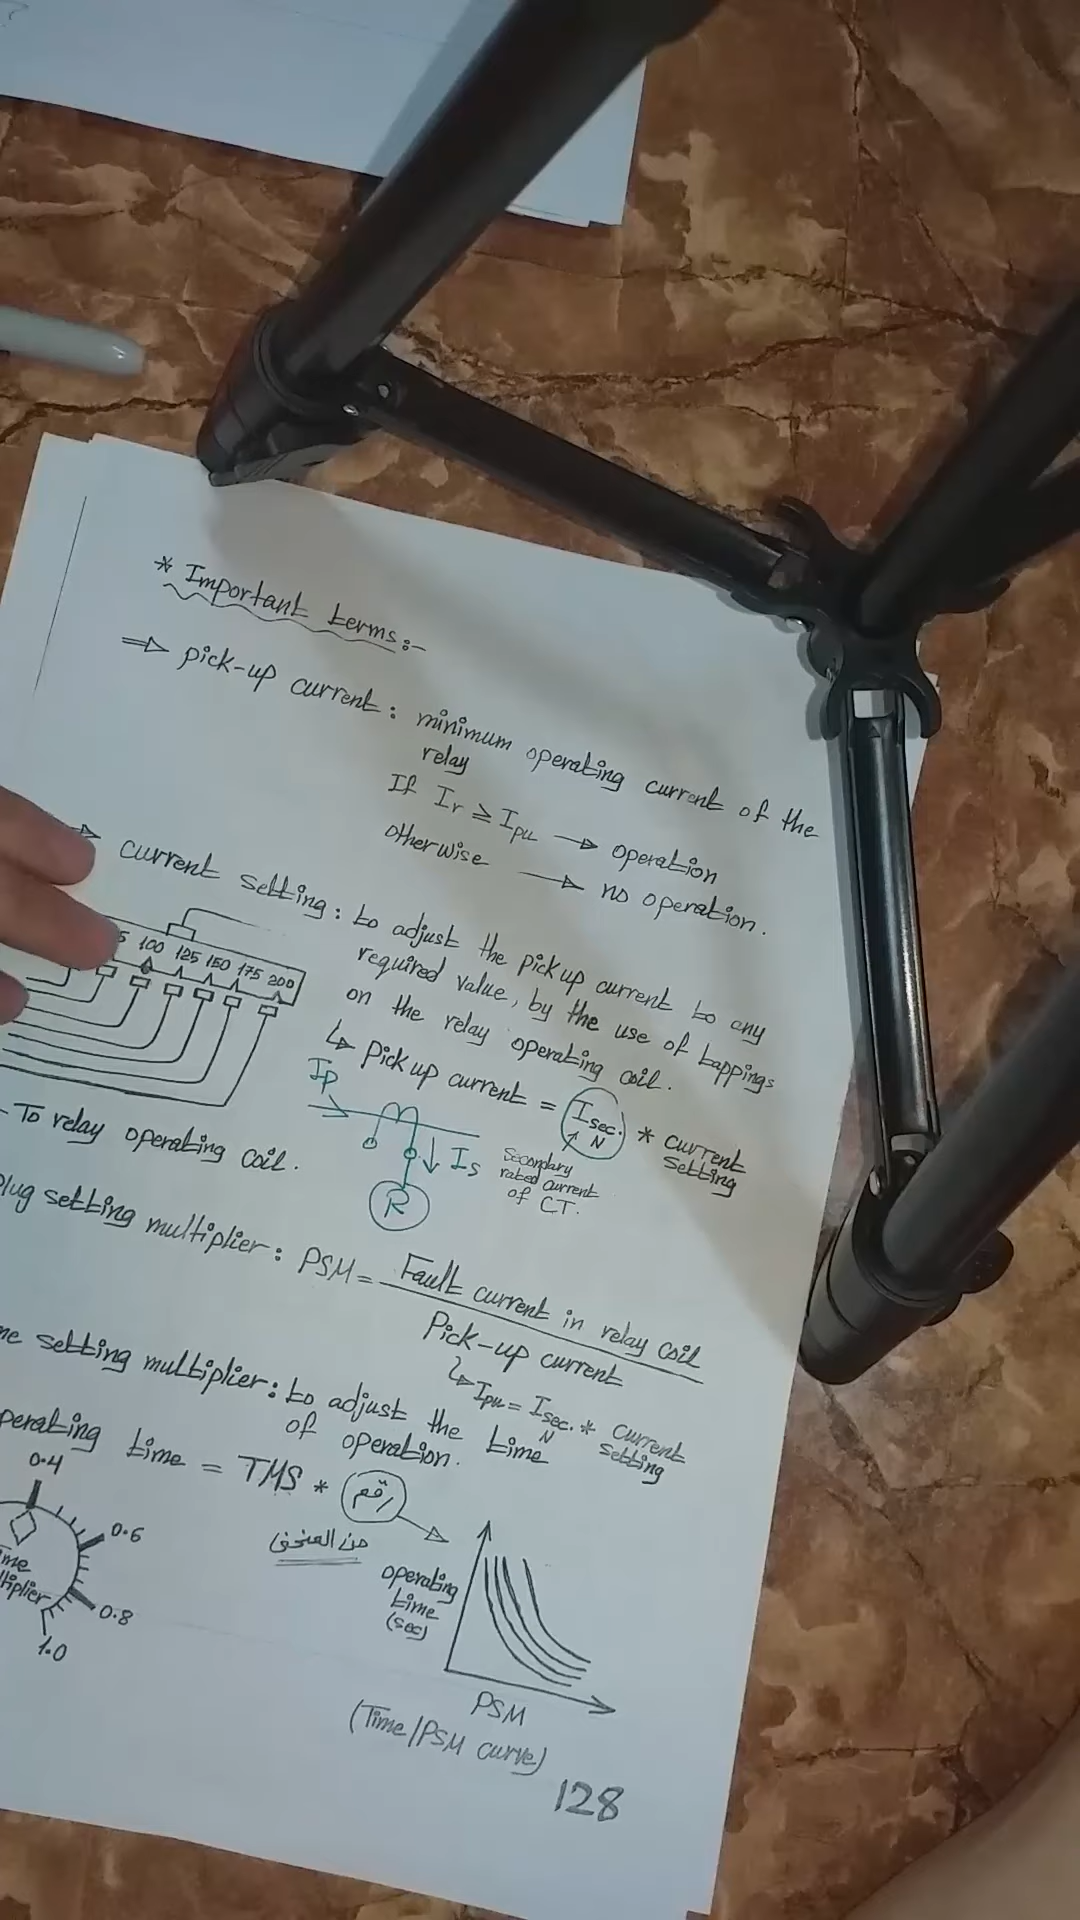 * Important terms:-
⇒ pick-up current: minimum operating current of the
relay
If Ir ≥ Ipu → operation
otherwise → no operation.
current setting: to adjust the pick up current to any
required value, by the use of tappings
on the relay operating coil.
↳ Pick up current = Isec.N * current setting
Secondary
rated current
of C.T.
100 125 150 175 200
To relay operating coil.
Ip
Is
R
setting multiplier: PSM = Fault current in relay coil
Pick-up current
↳ Ipu = Isec.N * current setting
setting multiplier: to adjust the time
of operation.
time = TMS * رقم
من المنحنى
0.4
0.6
0.8
1.0
operating
time
(sec)
PSM
(Time/PSM curve)
128